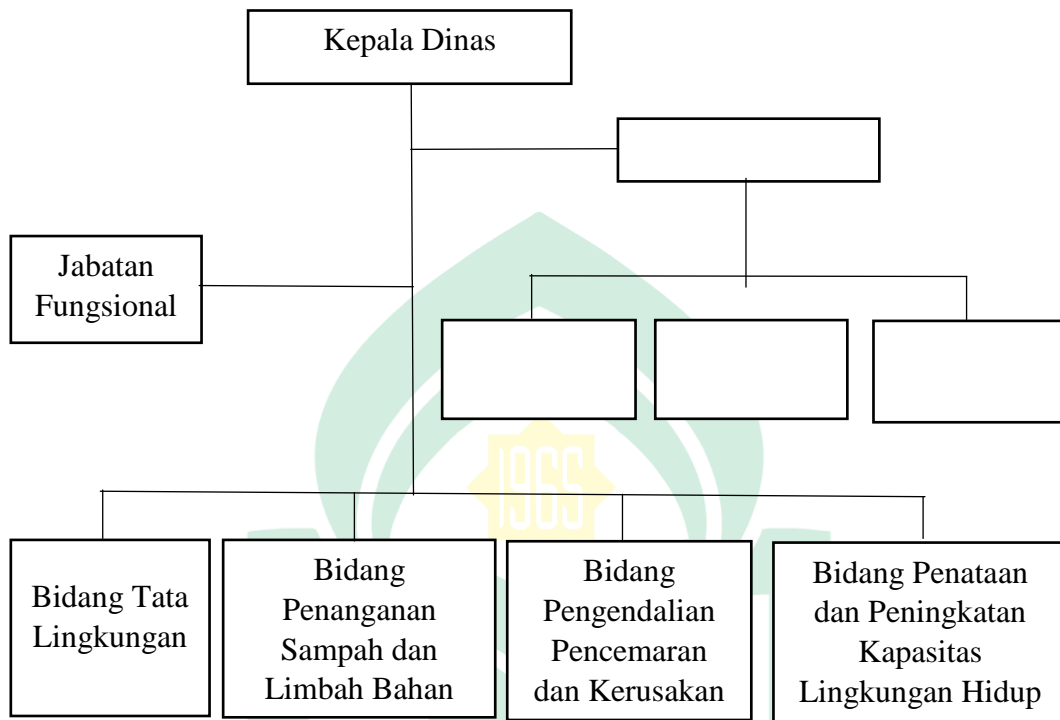 Kepala Dinas
Jabatan
Fungsional
1965
Bidang Tata
Lingkungan
Bidang
Penanganan
Sampah dan
Limbah Bahan
Bidang
Pengendalian
Pencemaran
dan Kerusakan
Bidang Penataan
dan Peningkatan
Kapasitas
Lingkungan Hidup